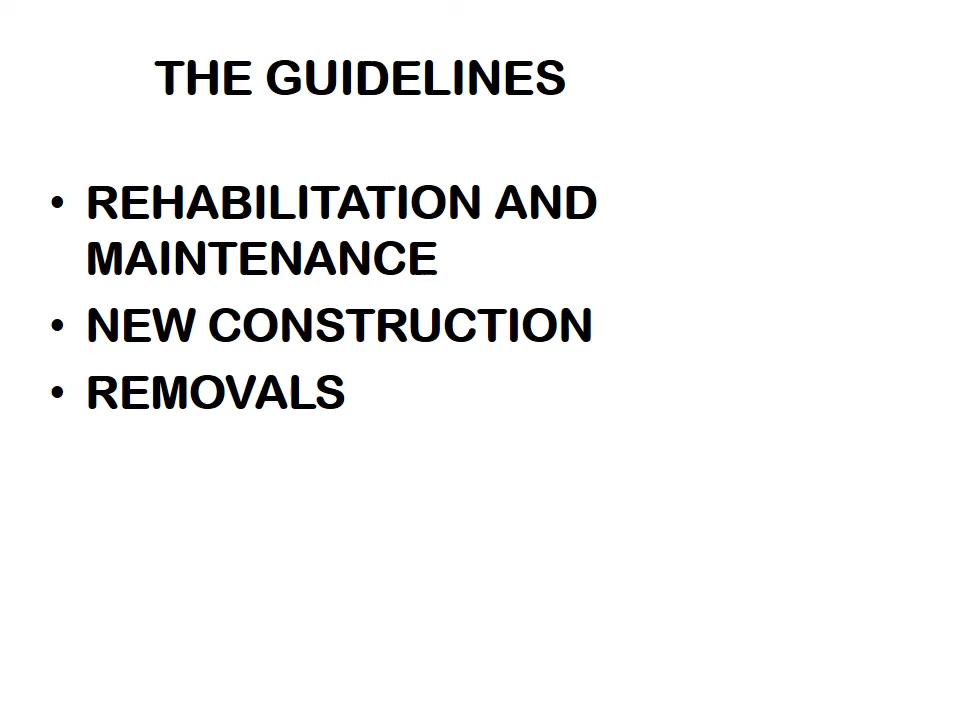 THE GUIDELINES
• REHABILITATION AND
MAINTENANCE
• NEW CONSTRUCTION
• REMOVALS